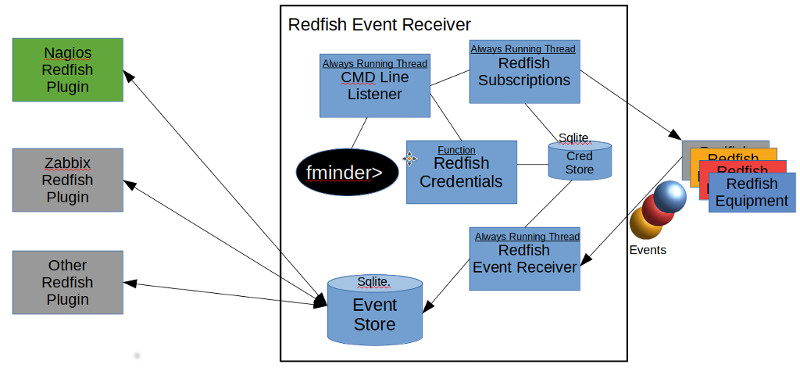 Redfish Event Receiver
Nagios
Redfish
Plugin
Zabbix
Redfish
Plugin
Other
Redfish
Plugin
Always Running Thread
CMD Line
Listener
Always Running Thread
Redfish
Subscriptions
fminder>
Function
Redfish
Credentials
Sqlite.
Cred
Store
Always Running Thread
Redfish
Event Receiver
Sqlite.
Event
Store
Redfish
Redfish
Redfish
Redfish
Equipment
Events